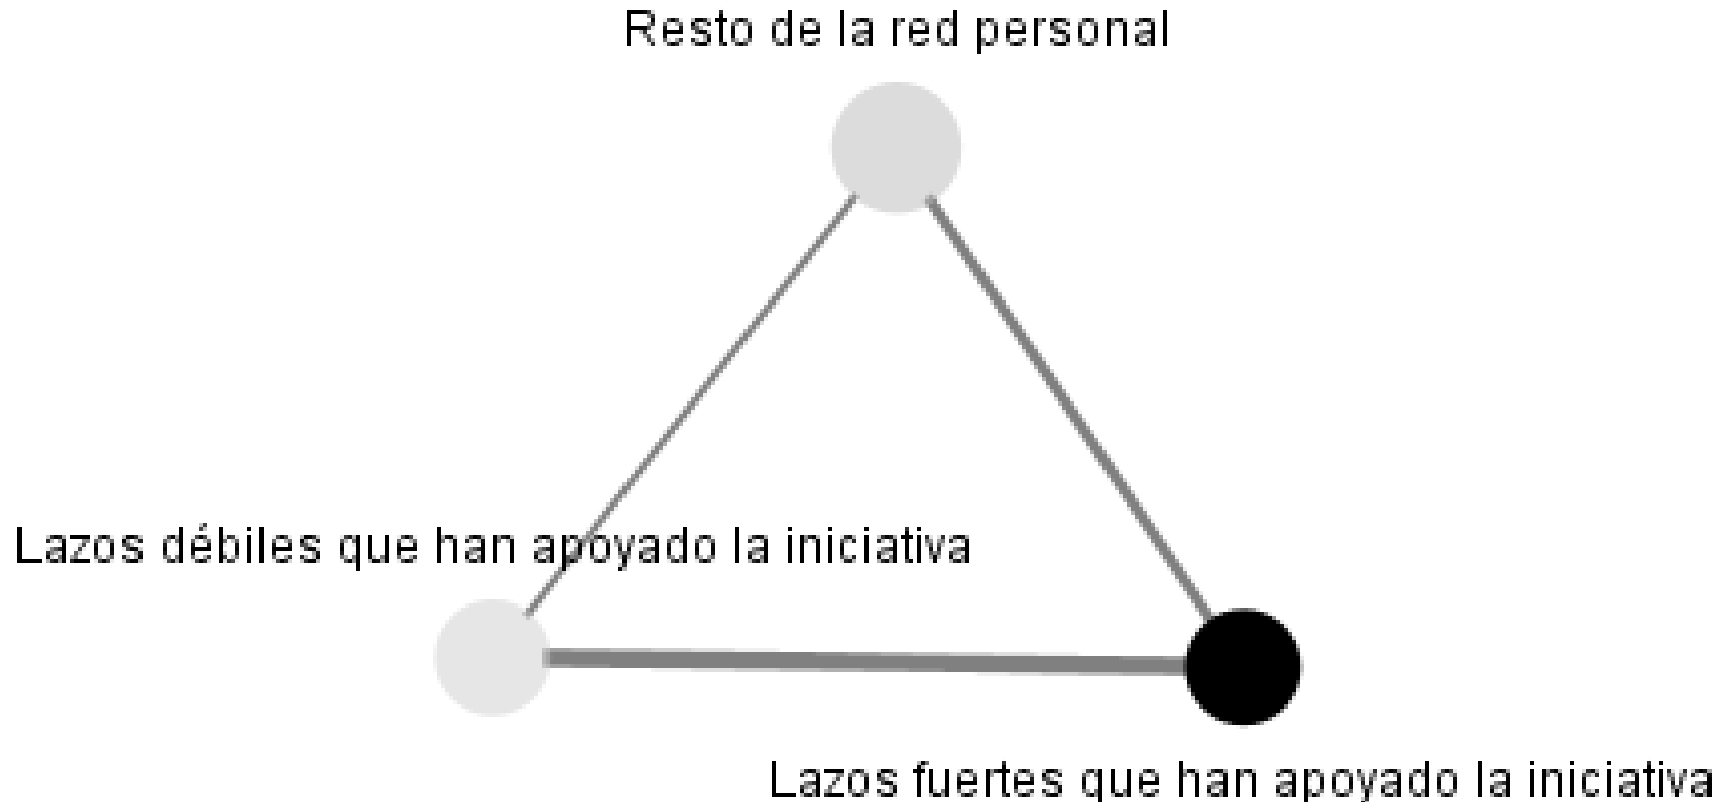 Resto de la red personal
Lazos débiles que han apoyado la iniciativa
Lazos fuertes que han apoyado la iniciativa